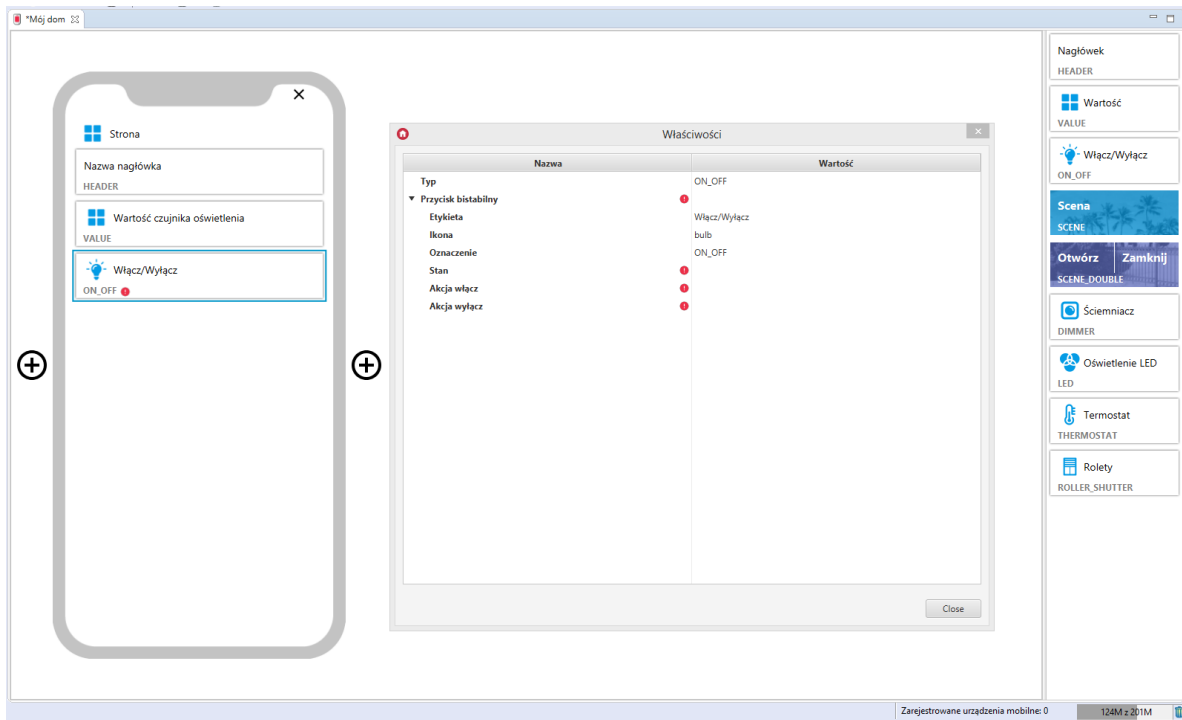 *Mój dom
Strona
Nazwa nagłówka
HEADER
Wartość czujnika oświetlenia
VALUE
Włącz/Wyłącz
ON_OFF
Właściwości
Nazwa Wartość
Typ ON_OFF
Przycisk bistabilny
Etykieta Włącz/Wyłącz
Ikona bulb
Oznaczenie ON_OFF
Stan
Akcja włącz
Akcja wyłącz
Close
Nagłówek
HEADER
Wartość
VALUE
Włącz/Wyłącz
ON_OFF
Scena
SCENE
Otwórz Zamknij
SCENE_DOUBLE
Ściemniacz
DIMMER
Oświetlenie LED
LED
Termostat
THERMOSTAT
Rolety
ROLLER_SHUTTER
Zarejestrowane urządzenia mobilne: 0 124M z 201M